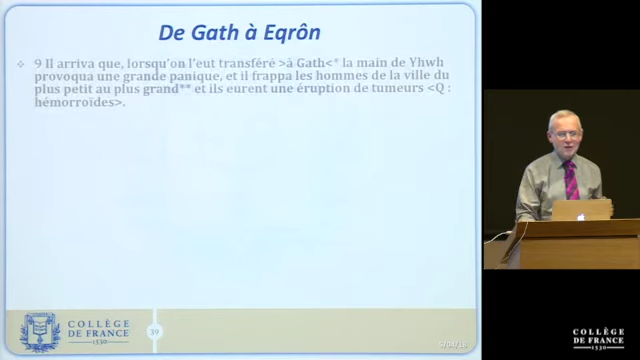 De Gath à Eqrôn
❖ 9 Il arriva que, lorsqu'on l'eut transféré >à Gath<* la main de Yhwh
provoqua une grande panique, et il frappa les hommes de la ville du
plus petit au plus grand** et ils eurent une éruption de tumeurs <Q :
hémorroïdes>.
COLLÈGE
DE FRANCE
1530
39
COLLÈGE
DE FRANCE
1530